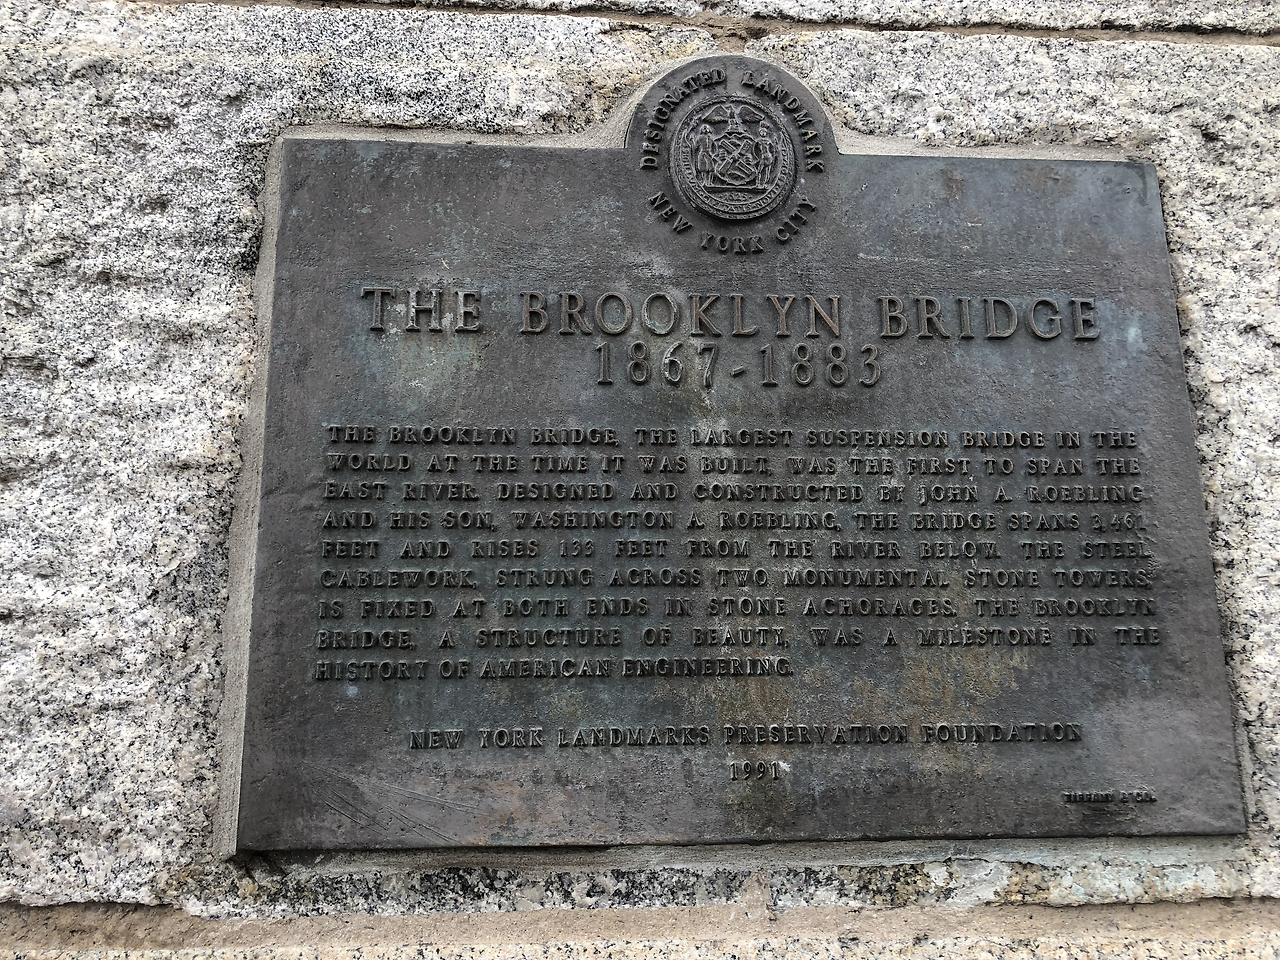 DESIGNATED LANDMARK
NEW YORK CITY
THE BROOKLYN BRIDGE
1867-1883
THE BROOKLYN BRIDGE, THE LARGEST SUSPENSION BRIDGE IN THE
WORLD AT THE TIME IT WAS BUILT, WAS THE FIRST TO SPAN THE
EAST RIVER. DESIGNED AND CONSTRUCTED BY JOHN A. ROEBLING
AND HIS SON, WASHINGTON A. ROEBLING, THE BRIDGE SPANS 3,461
FEET AND RISES 133 FEET FROM THE RIVER BELOW. THE STEEL
CABLEWORK, STRUNG ACROSS TWO MONUMENTAL STONE TOWERS,
IS FIXED AT BOTH ENDS IN STONE ACHORAGES. THE BROOKLYN
BRIDGE, A STRUCTURE OF BEAUTY, WAS A MILESTONE IN THE
HISTORY OF AMERICAN ENGINEERING.
NEW YORK LANDMARKS PRESERVATION FOUNDATION
1991
TIFFANY & CO.